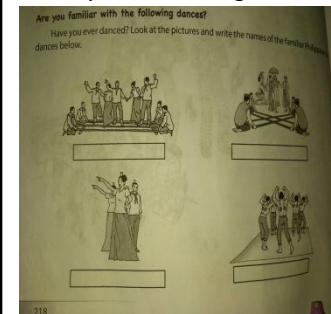 Are you familiar with the following dances?
Have you ever danced? Look at the pictures and write the names of the familiar Philippine
dances below.
218